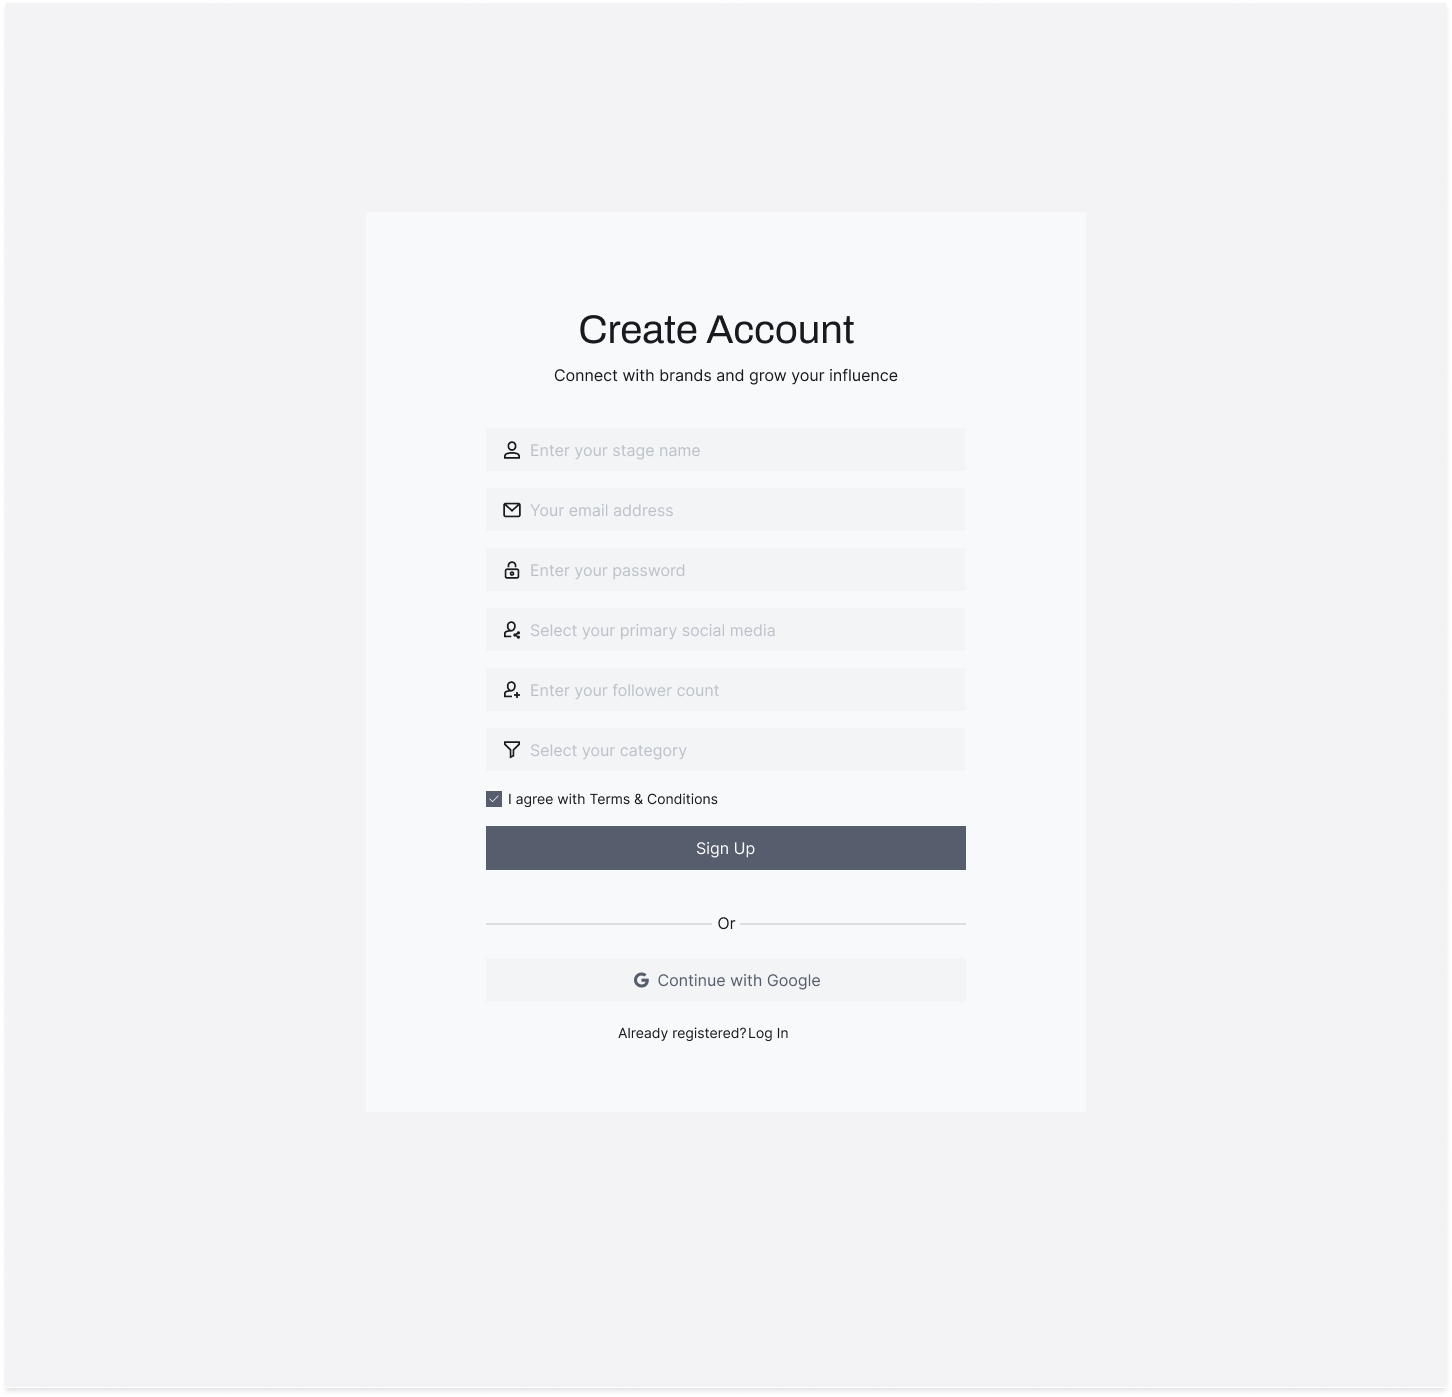 Create Account
Connect with brands and grow your influence
Enter your stage name
Your email address
Enter your password
Select your primary social media
Enter your follower count
Select your category
I agree with Terms & Conditions
Sign Up
Or
Continue with Google
Already registered? Log In